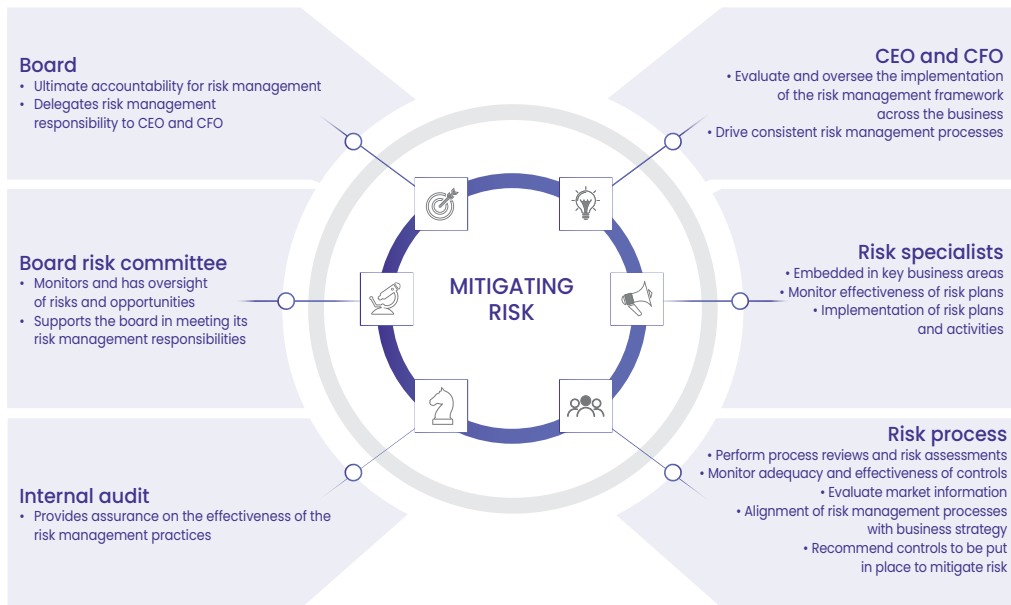 Board
• Ultimate accountability for risk management
• Delegates risk management
responsibility to CEO and CFO
CEO and CFO
• Evaluate and oversee the implementation
of the risk management framework
across the business
• Drive consistent risk management processes
Board risk committee
• Monitors and has oversight
of risks and opportunities
• Supports the board in meeting its
risk management responsibilities
MITIGATING
RISK
Risk specialists
• Embedded in key business areas
• Monitor effectiveness of risk plans
• Implementation of risk plans
and activities
Internal audit
• Provides assurance on the effectiveness of the
risk management practices
Risk process
• Perform process reviews and risk assessments
• Monitor adequacy and effectiveness of controls
• Evaluate market information
• Alignment of risk management processes
with business strategy
• Recommend controls to be put
in place to mitigate risk